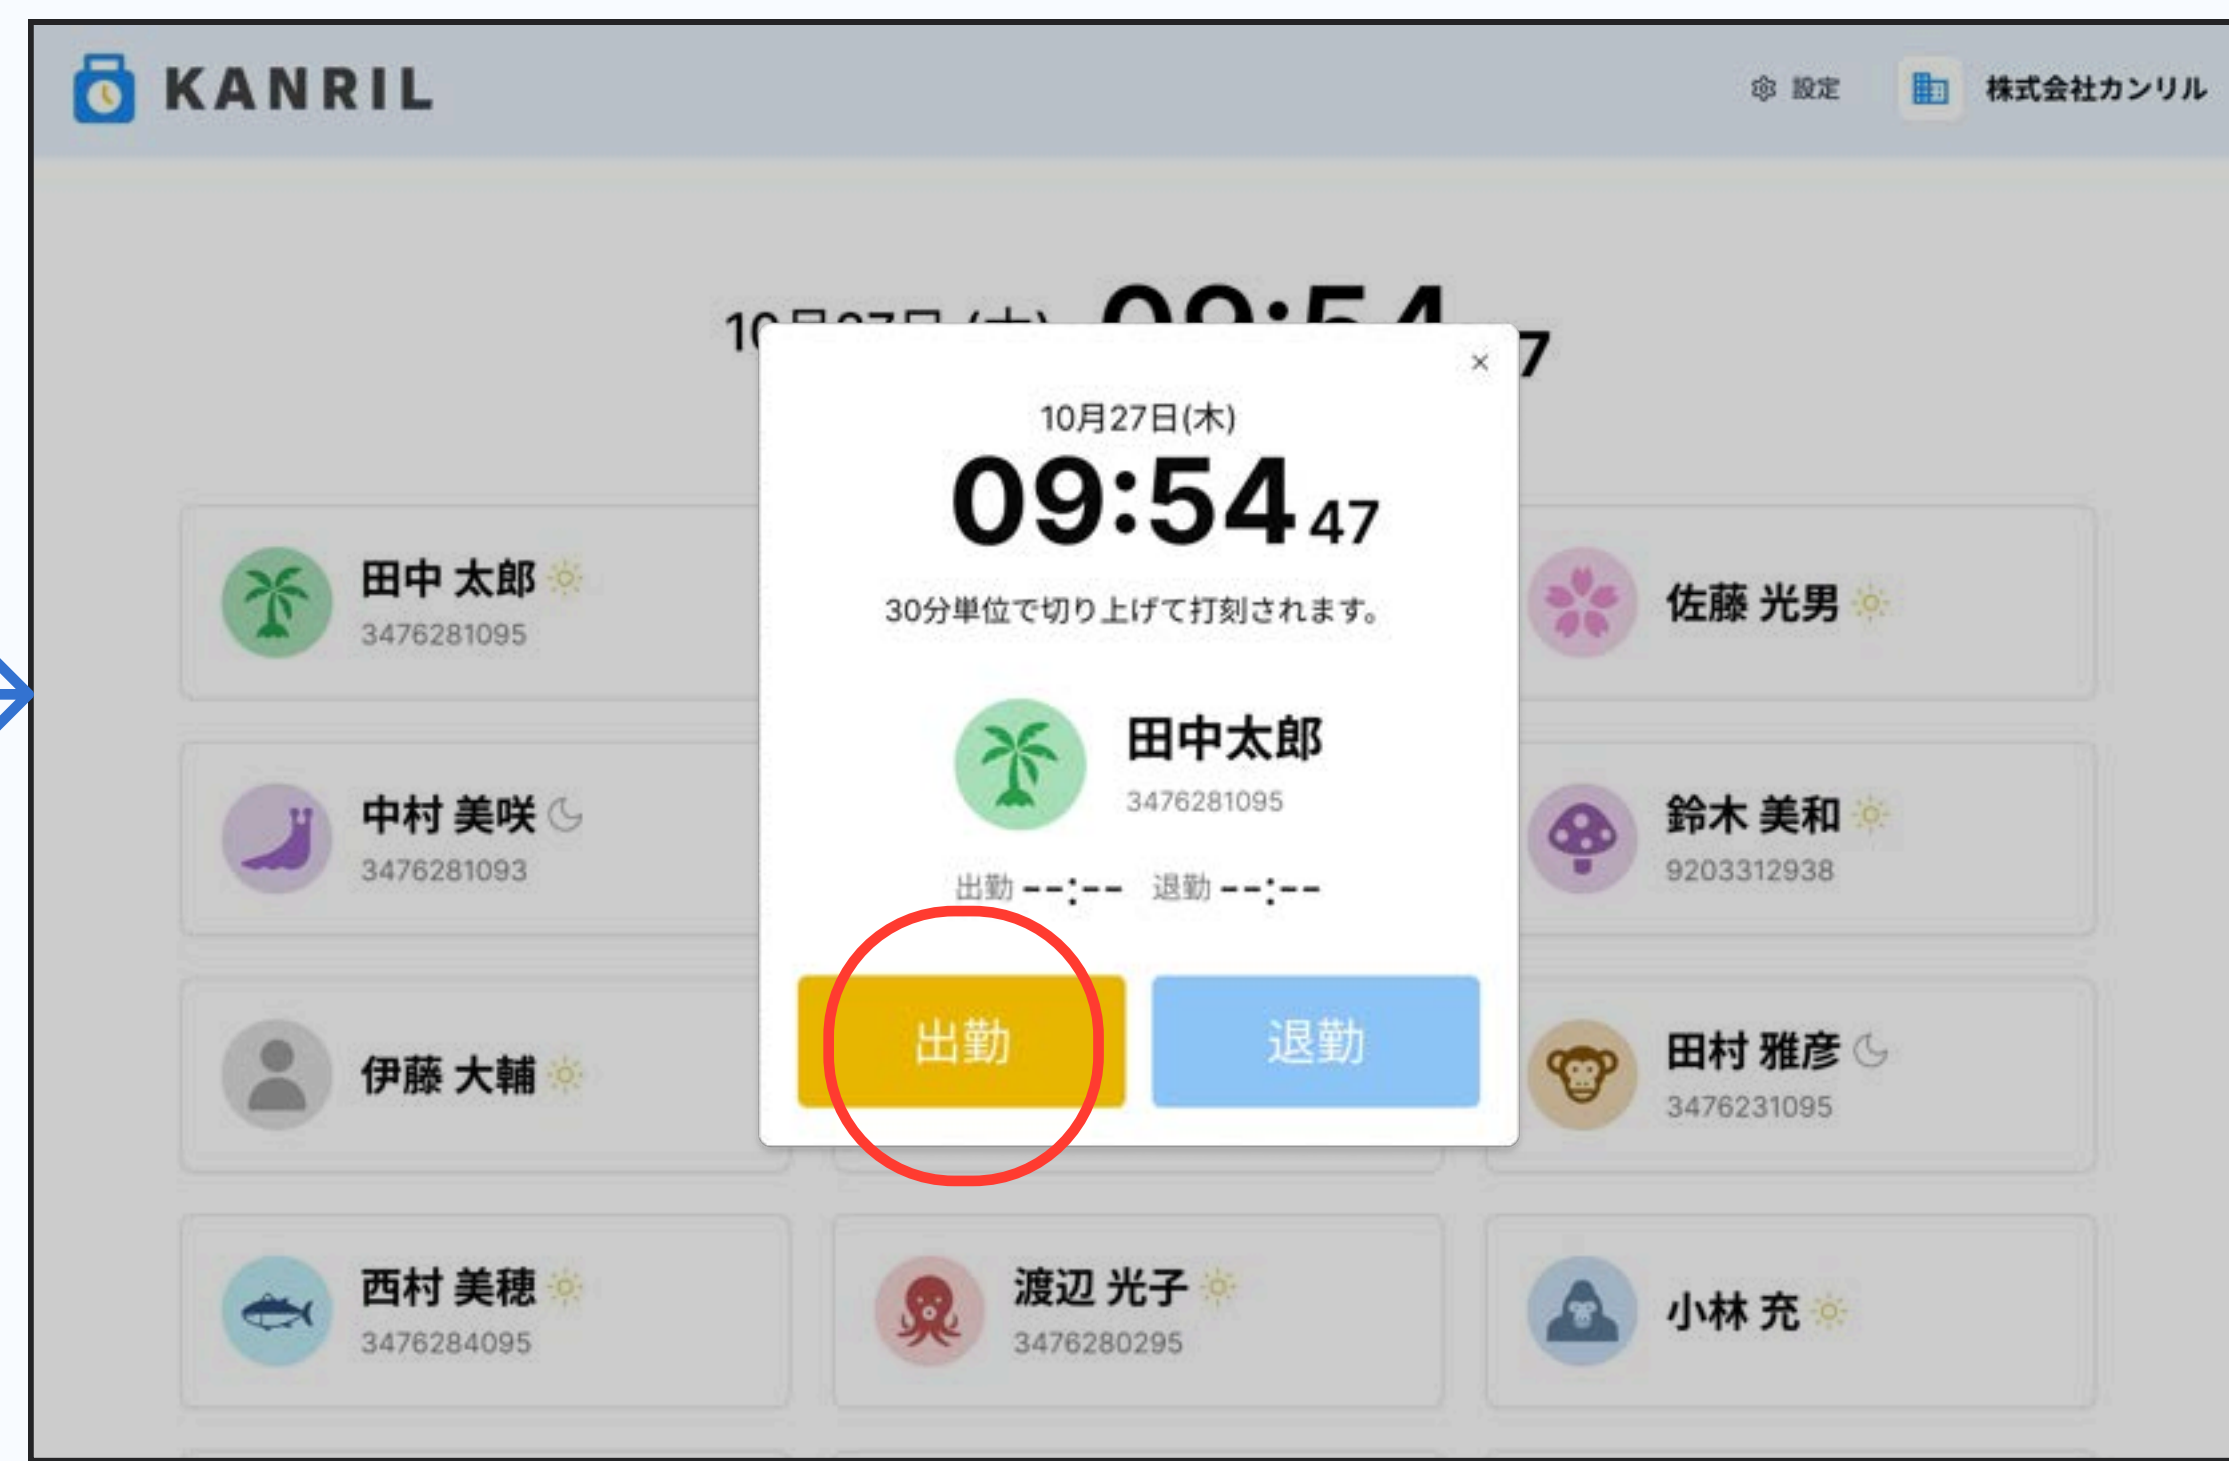 KANRIL
設定
株式会社カンリル
10月27日(木)
09:54 47
30分単位で切り上げて打刻されます。
田中太郎
3476281095
出勤 --:-- 退勤 --:--
出勤
退勤
田中 太郎
3476281095
佐藤 光男
中村 美咲
3476281093
鈴木 美和
9203312938
伊藤 大輔
田村 雅彦
3476231095
西村 美穂
3476284095
渡辺 光子
3476280295
小林 充